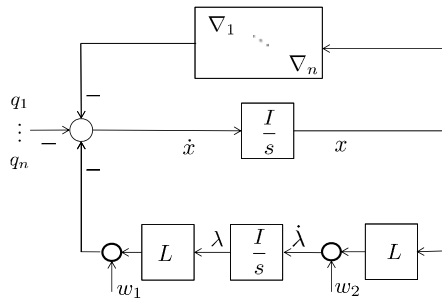 ∇₁
⋱
∇ₙ
q₁
⋮
qₙ
−
−
−
ẋ
I
s
x
w₁
L
λ
I
s
λ̇
w₂
L